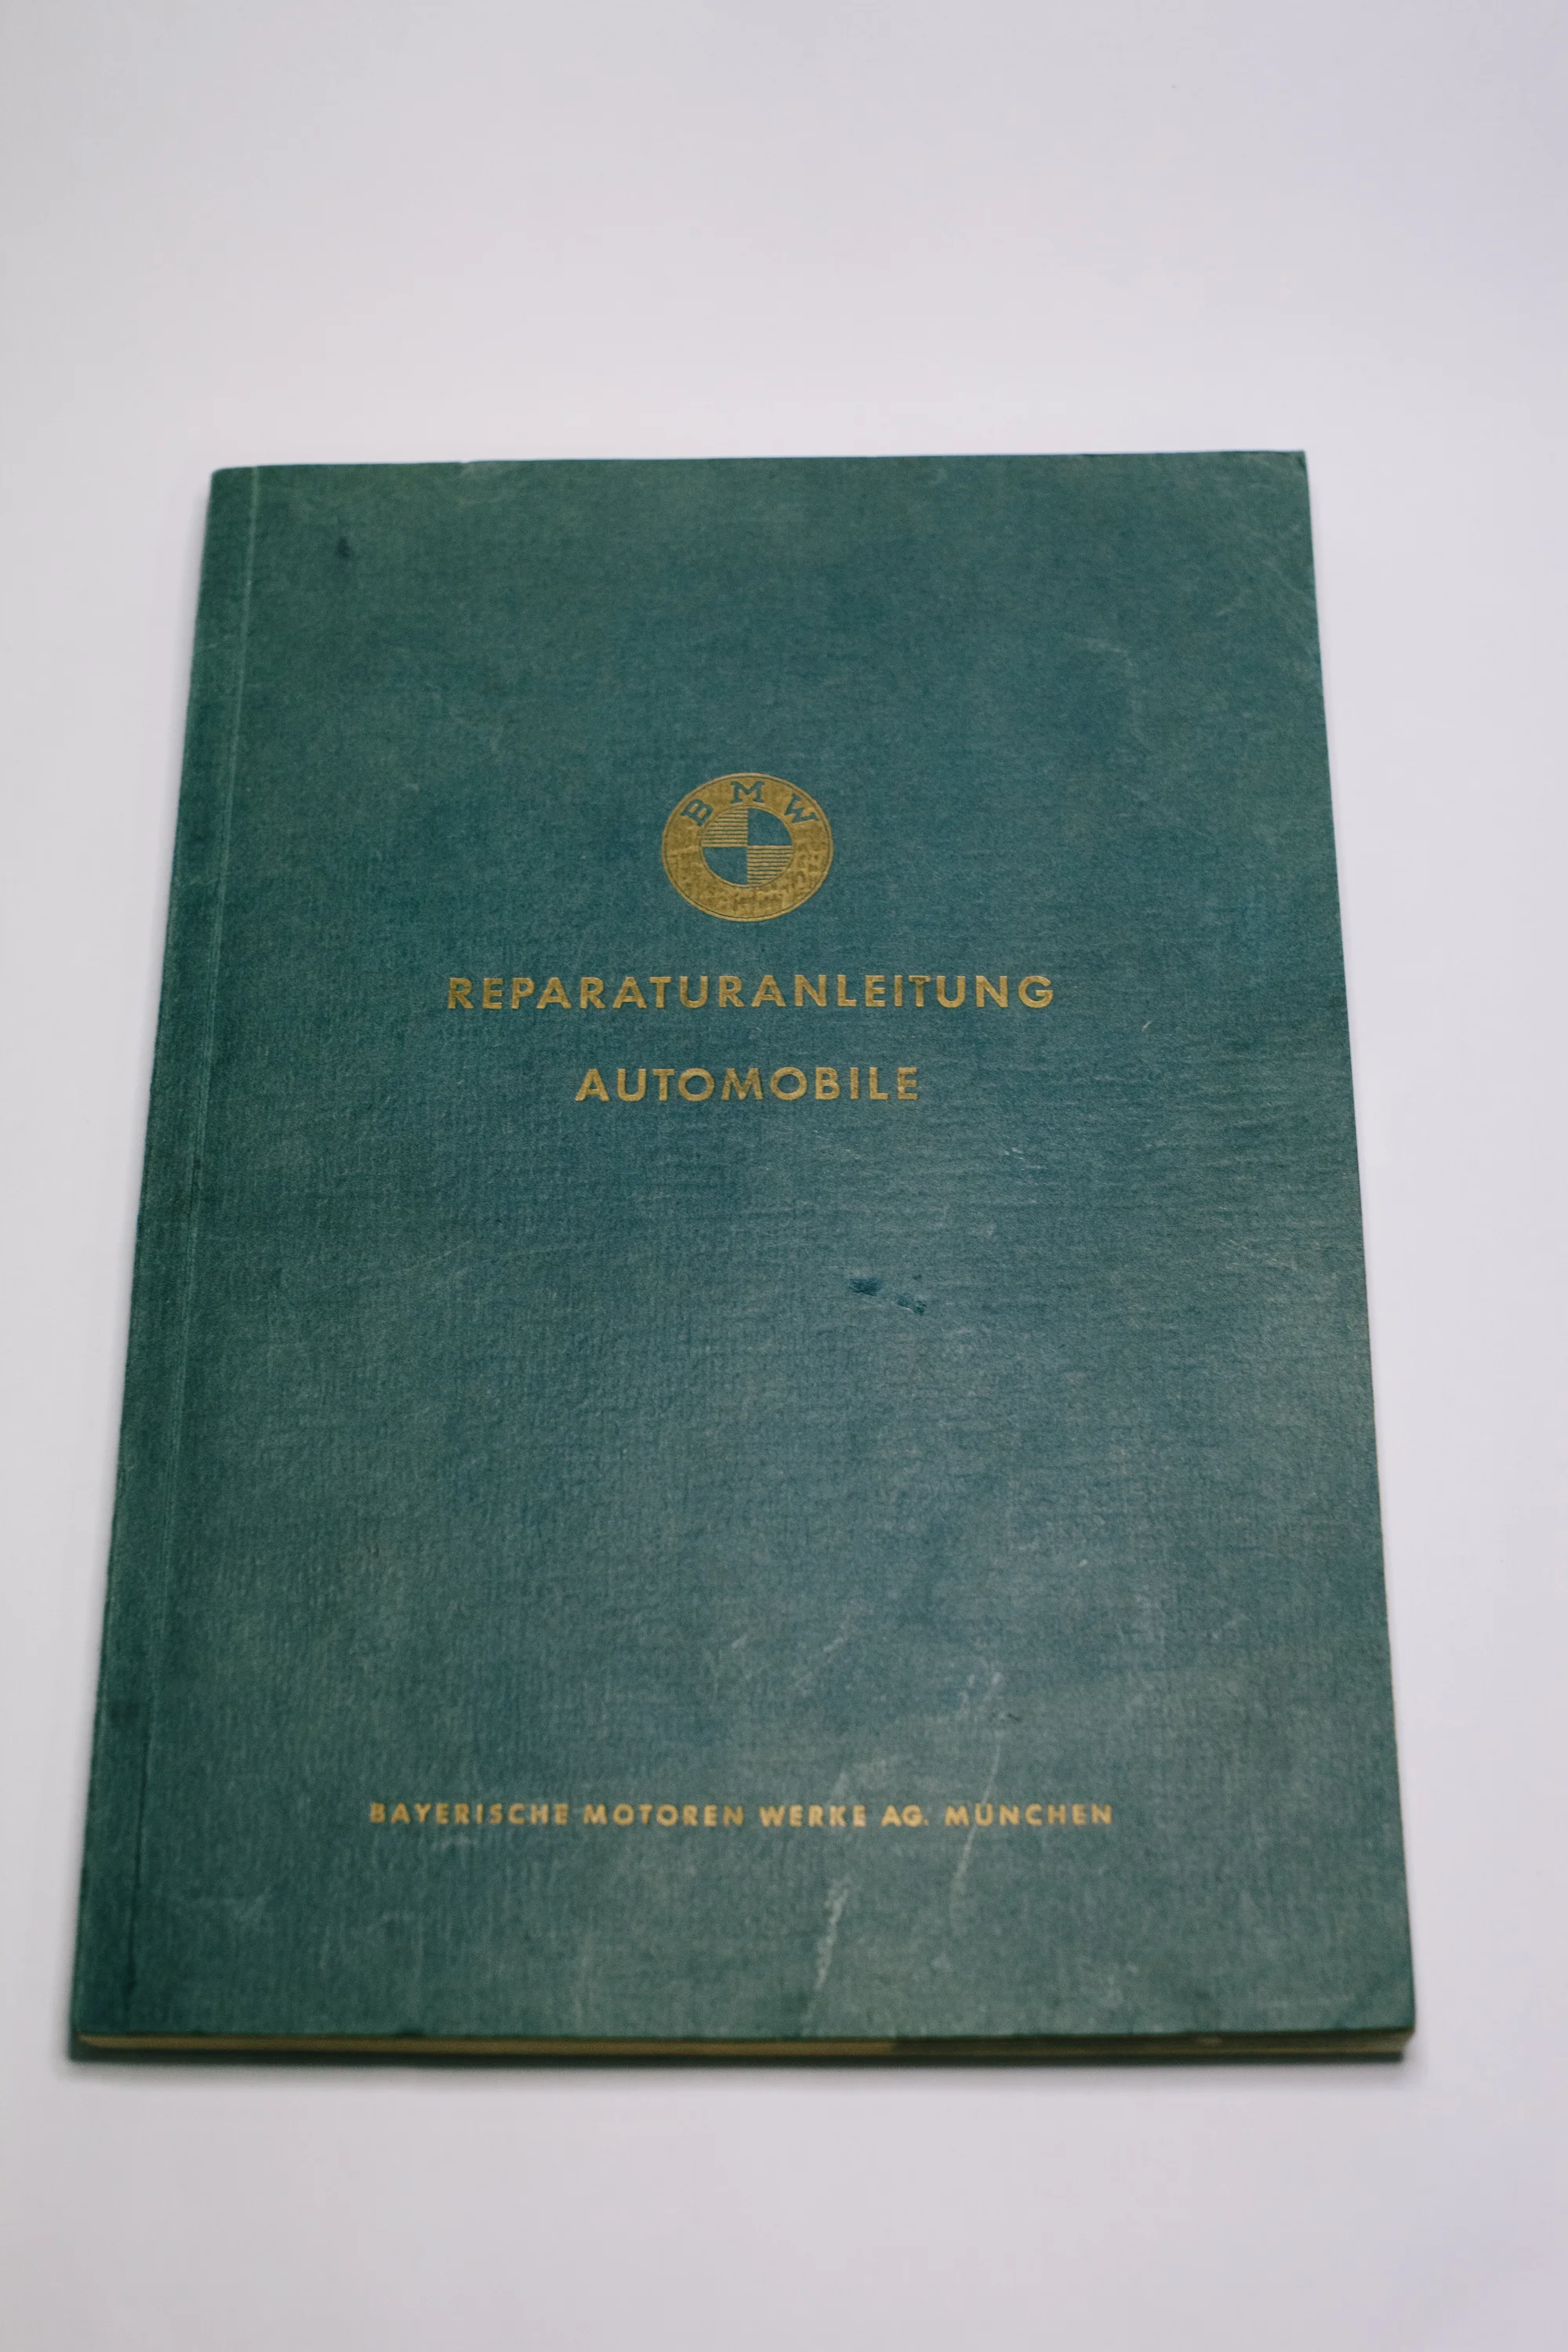 BMW
REPARATURANLEITUNG
AUTOMOBILE
BAYERISCHE MOTOREN WERKE AG. MÜNCHEN